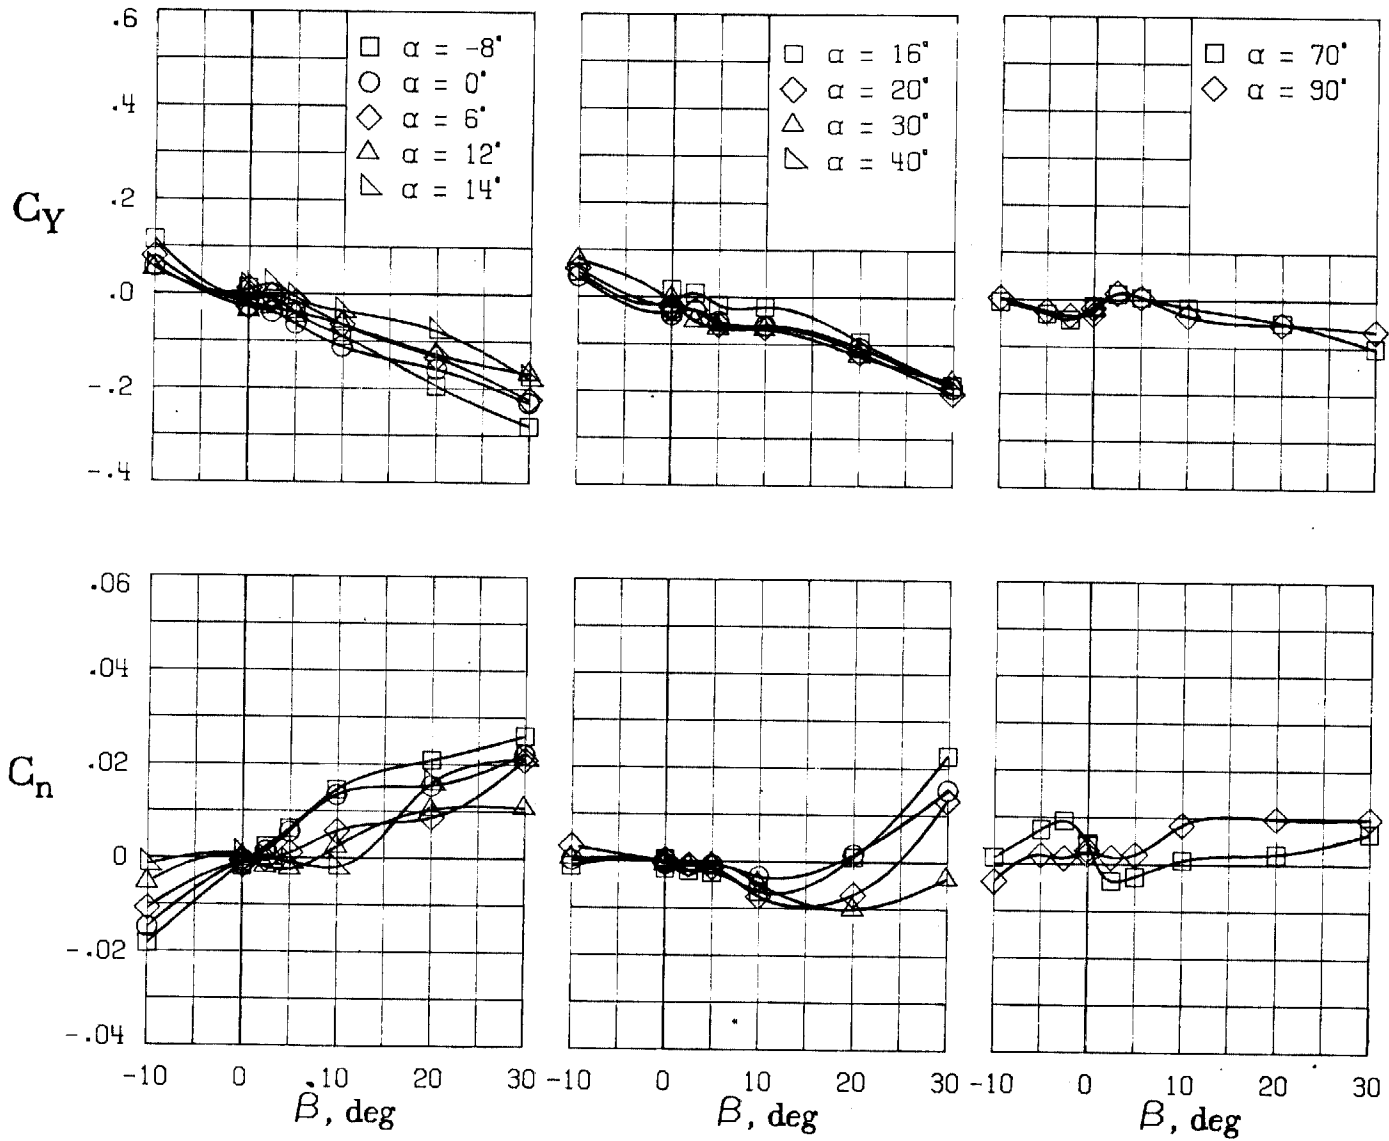 .6
.4
.2
.0
-.2
-.4
C_Y
α = -8°
α = 0°
α = 6°
α = 12°
α = 14°
α = 16°
α = 20°
α = 30°
α = 40°
α = 70°
α = 90°
.06
.04
.02
0
-.02
-.04
C_n
-10 0 10 20 30
β, deg
-10 0 10 20 30
β, deg
-10 0 10 20 30
β, deg